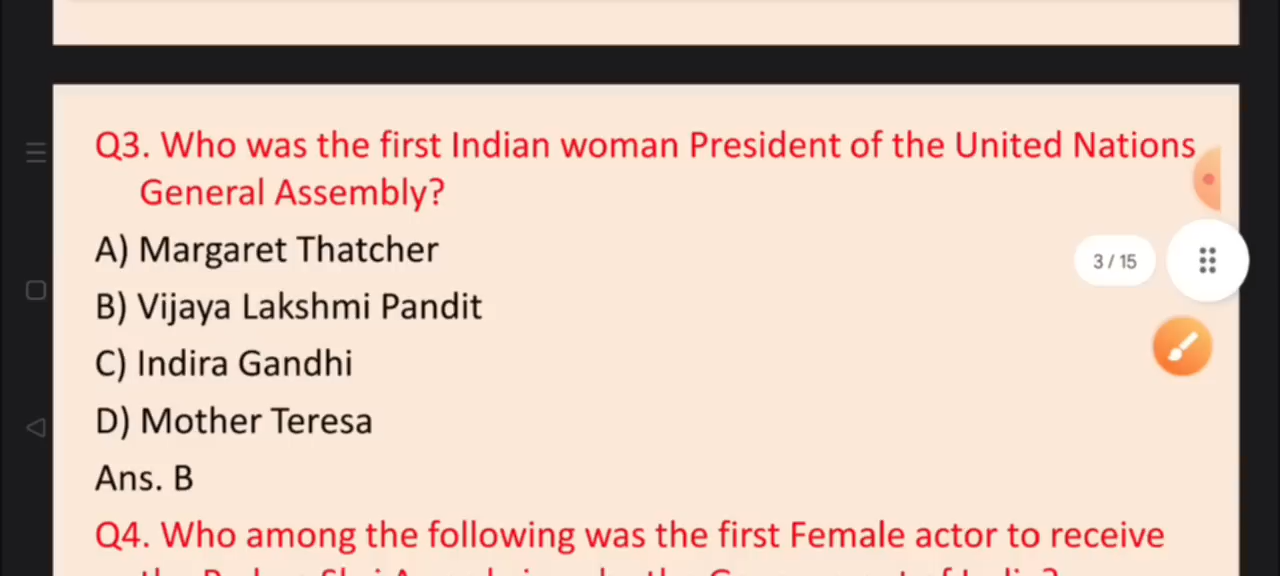 Q3. Who was the first Indian woman President of the United Nations
General Assembly?
A) Margaret Thatcher
3 / 15
B) Vijaya Lakshmi Pandit
C) Indira Gandhi
D) Mother Teresa
Ans. B
Q4. Who among the following was the first Female actor to receive